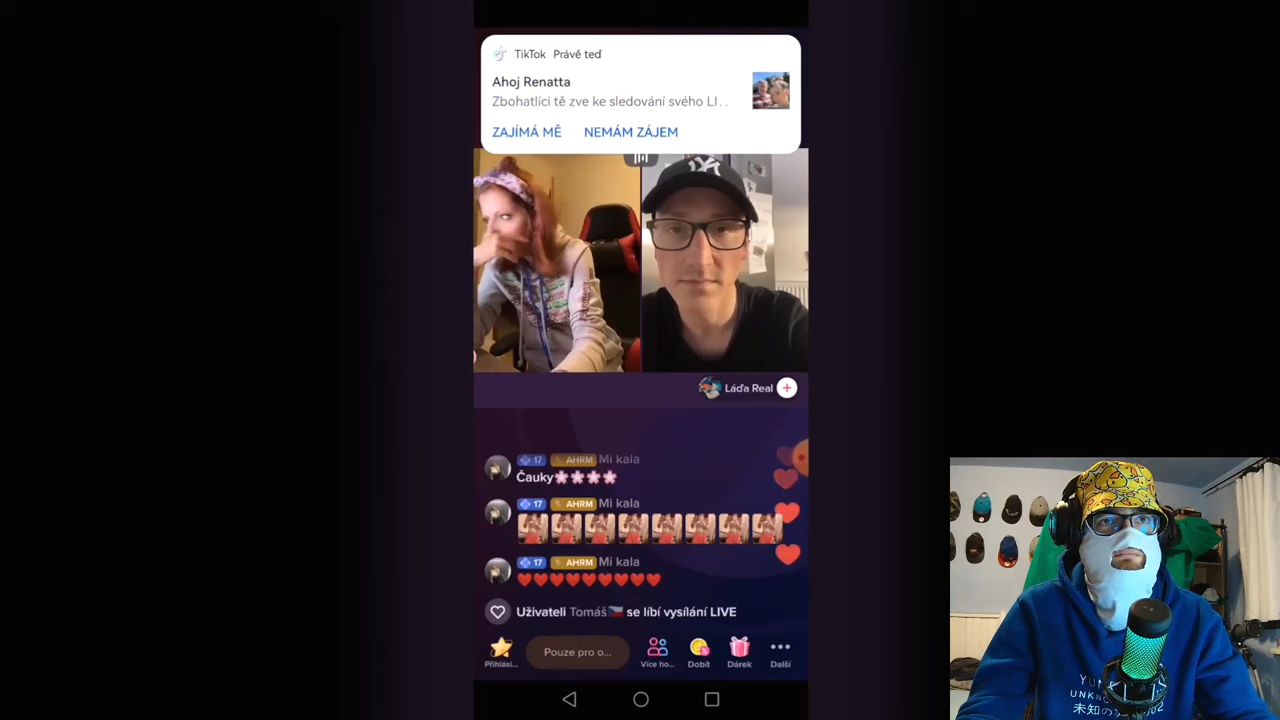 TikTok Právě teď
Ahoj Renatta
Zbohatlíci tě zve ke sledování svého LI. .
ZAJÍMÁ MĚ NEMÁM ZÁJEM
Láďa Real
17 AHRM Mi kala
Čauky🌸🌸🌸🌸
17 AHRM Mi kala
17 AHRM Mi kala
❤️❤️❤️❤️❤️❤️❤️❤️❤️
Uživateli Tomáš🇨🇿 se líbí vysílání LIVE
Pouze pro o...
Přihlási... Více ho... Dobít Dárek Další